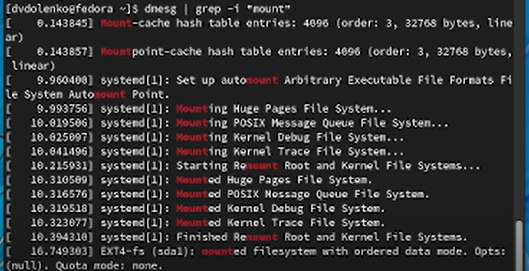 [dvdolenko@fedora ~]$ dmesg | grep -i "mount"
[    0.143845] Mount-cache hash table entries: 4096 (order: 3, 32768 bytes, line
ar)
[    0.143857] Mountpoint-cache hash table entries: 4096 (order: 3, 32768 bytes,
 linear)
[    9.960400] systemd[1]: Set up automount Arbitrary Executable File Formats Fi
le System Automount Point.
[    9.993756] systemd[1]: Mounting Huge Pages File System...
[   10.019506] systemd[1]: Mounting POSIX Message Queue File System...
[   10.025097] systemd[1]: Mounting Kernel Debug File System...
[   10.041496] systemd[1]: Mounting Kernel Trace File System...
[   10.215931] systemd[1]: Starting Remount Root and Kernel File Systems...
[   10.310509] systemd[1]: Mounted Huge Pages File System.
[   10.316576] systemd[1]: Mounted POSIX Message Queue File System.
[   10.319518] systemd[1]: Mounted Kernel Debug File System.
[   10.323077] systemd[1]: Mounted Kernel Trace File System.
[   10.394310] systemd[1]: Finished Remount Root and Kernel File Systems.
[   16.749303] EXT4-fs (sda1): mounted filesystem with ordered data mode. Opts:
(null). Quota mode: none.